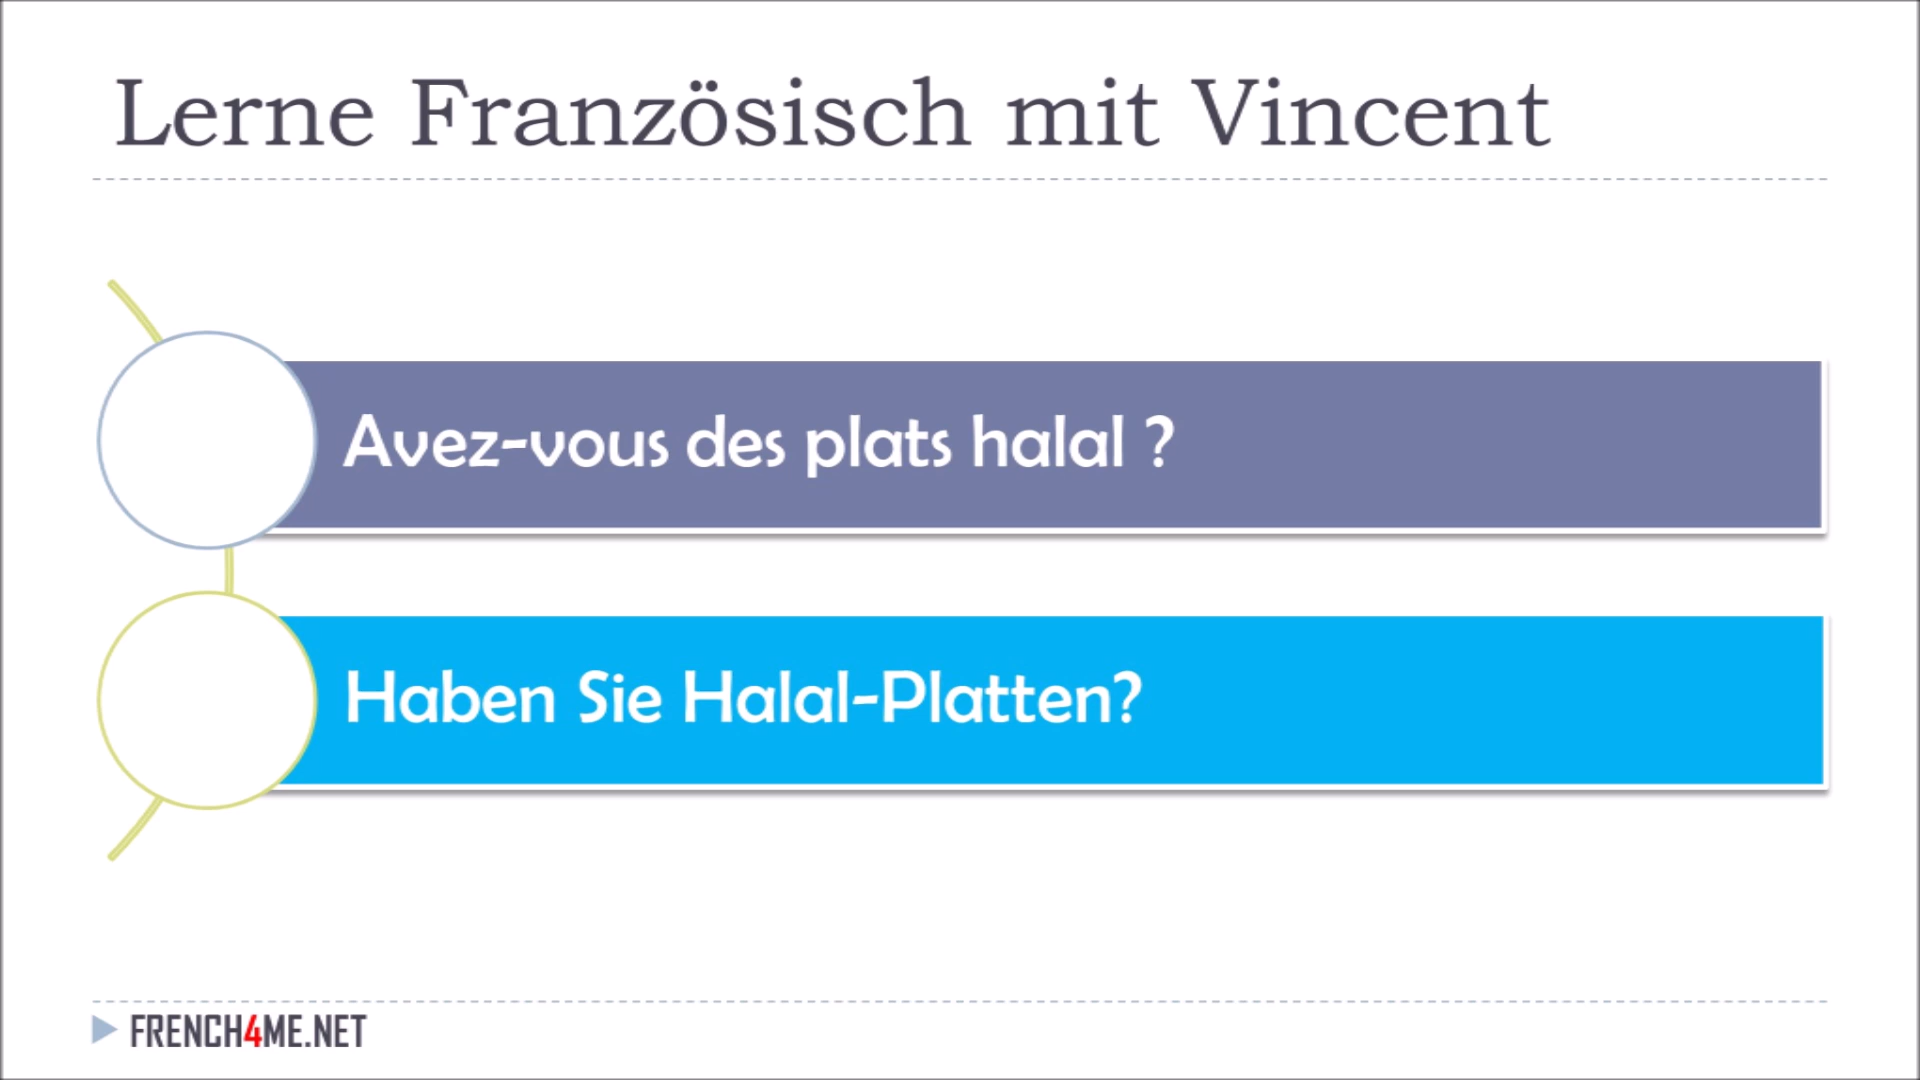 Lerne Französisch mit Vincent
Avez-vous des plats halal ?
Haben Sie Halal-Platten?
FRENCH4ME.NET